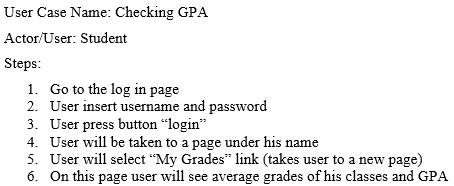 User Case Name: Checking GPA
Actor/User: Student
Steps:
1. Go to the log in page
2. User insert username and password
3. User press button “login”
4. User will be taken to a page under his name
5. User will select “My Grades” link (takes user to a new page)
6. On this page user will see average grades of his classes and GPA